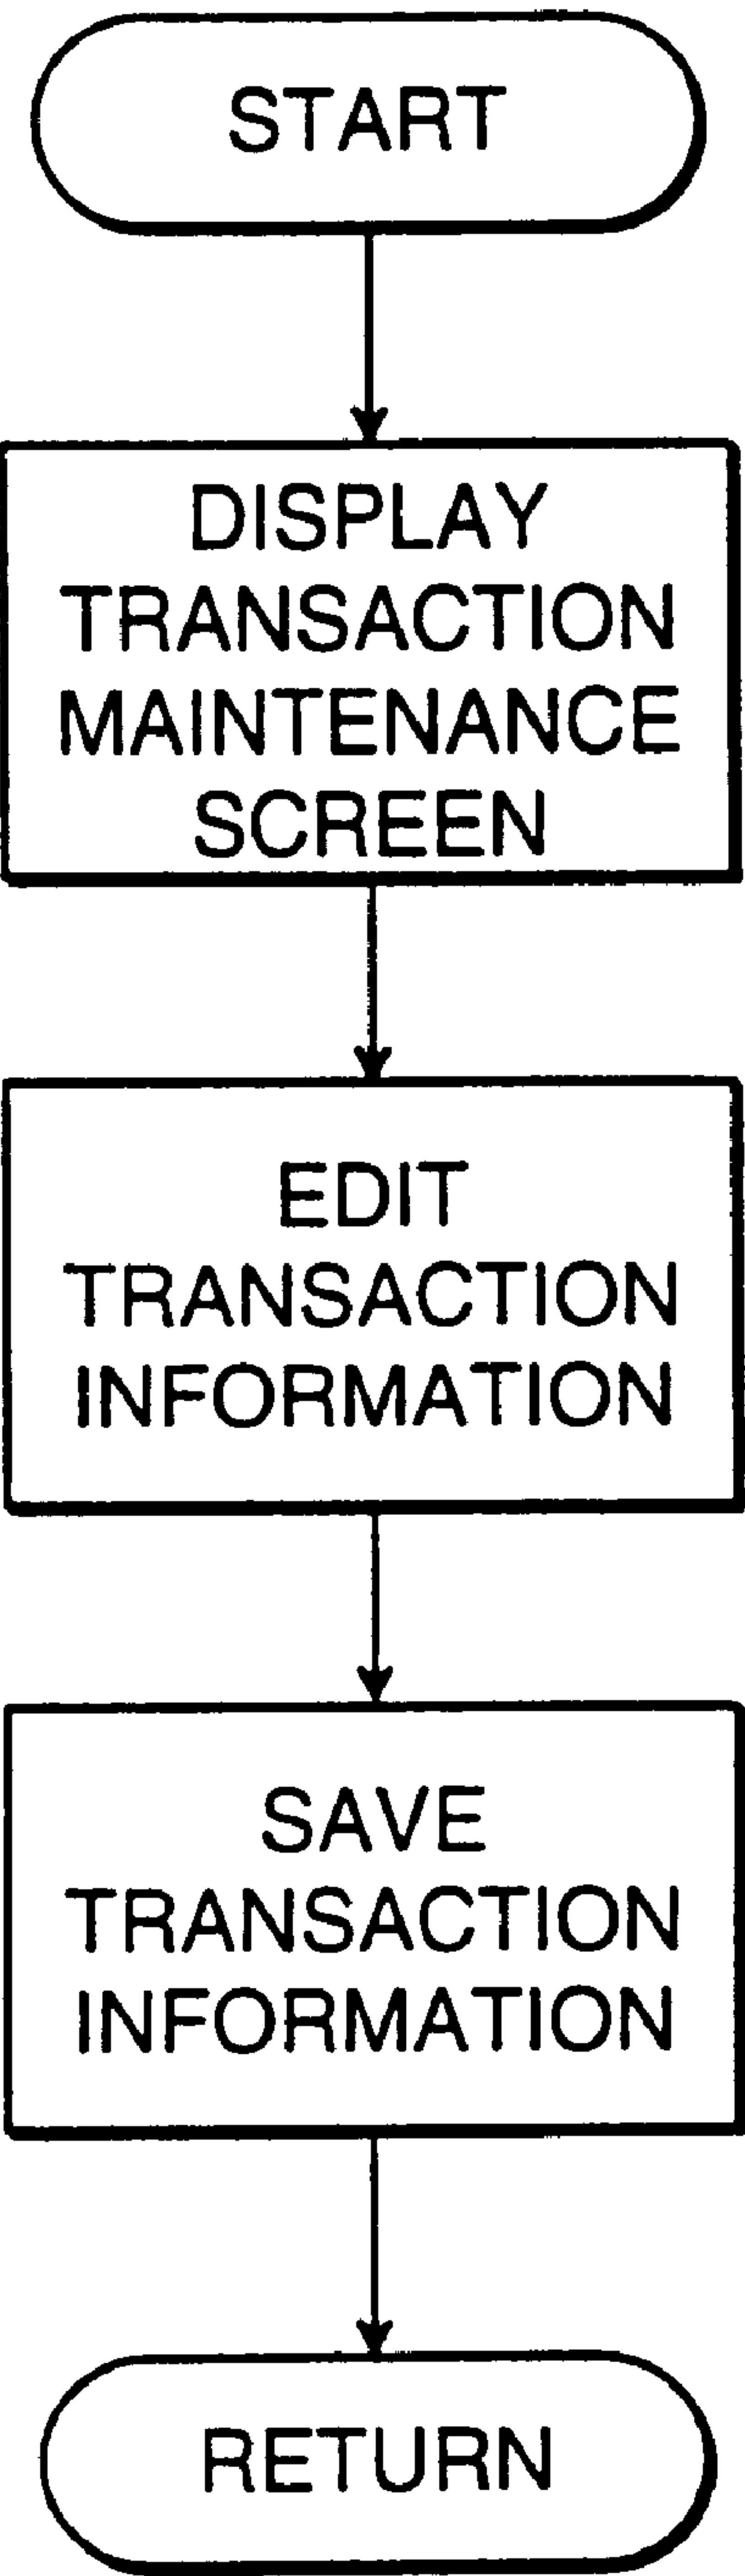 START
DISPLAY
TRANSACTION
MAINTENANCE
SCREEN
EDIT
TRANSACTION
INFORMATION
SAVE
TRANSACTION
INFORMATION
RETURN